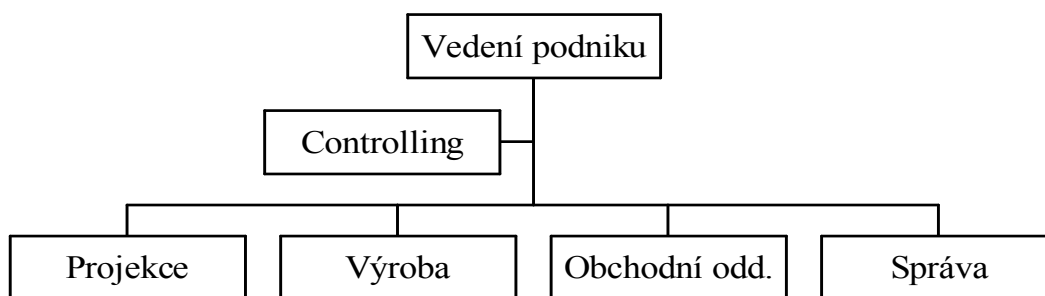 Vedení podniku
Controlling
Projekce
Výroba
Obchodní odd.
Správa